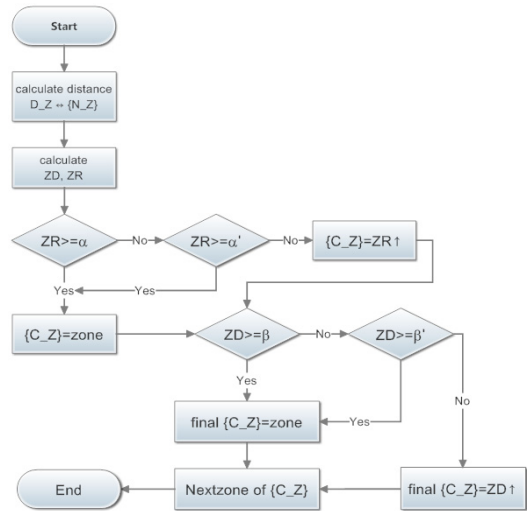 Start
calculate distance
D_Z ↔ {N_Z}
calculate
ZD, ZR
ZR>=α
No
ZR>=α'
No
{C_Z}=ZR↑
Yes
Yes
{C_Z}=zone
ZD>=β
No
ZD>=β'
Yes
No
final {C_Z}=zone
Yes
End
Nextzone of {C_Z}
final {C_Z}=ZD↑